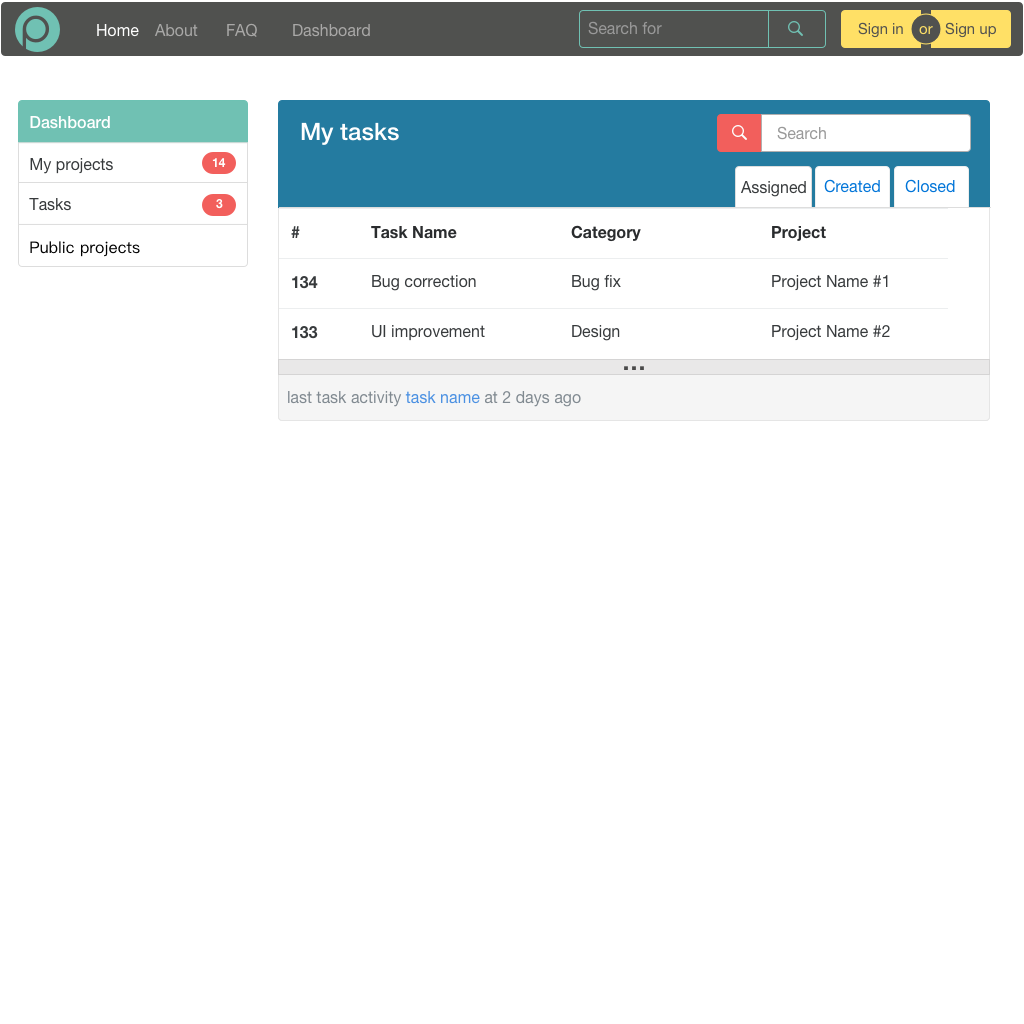 Home About FAQ Dashboard Search for Sign in or Sign up
Dashboard
My projects 14
Tasks 3
Public projects
My tasks Search
Assigned Created Closed
# Task Name Category Project
134 Bug correction Bug fix Project Name #1
133 UI improvement Design Project Name #2
last task activity task name at 2 days ago